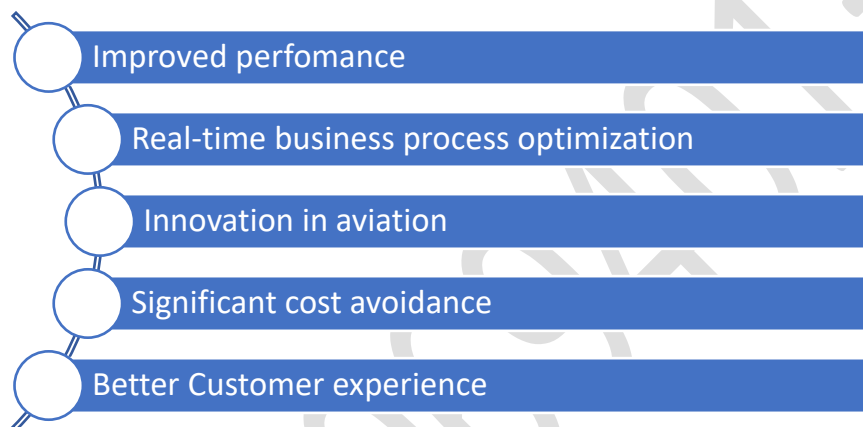 Improved perfomance
Real-time business process optimization
Innovation in aviation
Significant cost avoidance
Better Customer experience